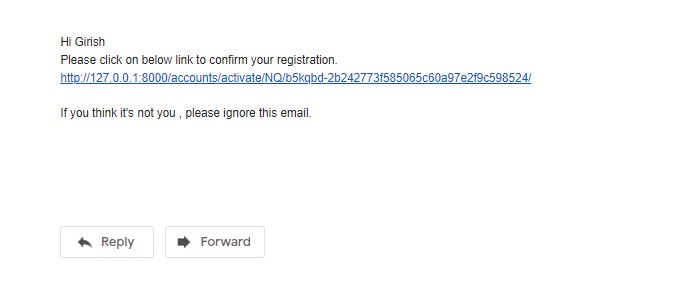 Hi Girish
Please click on below link to confirm your registration.
http://127.0.0.1:8000/accounts/activate/NQ/b5kqbd-2b242773f585065c60a97e2f9c598524/
If you think it's not you , please ignore this email.
Reply Forward